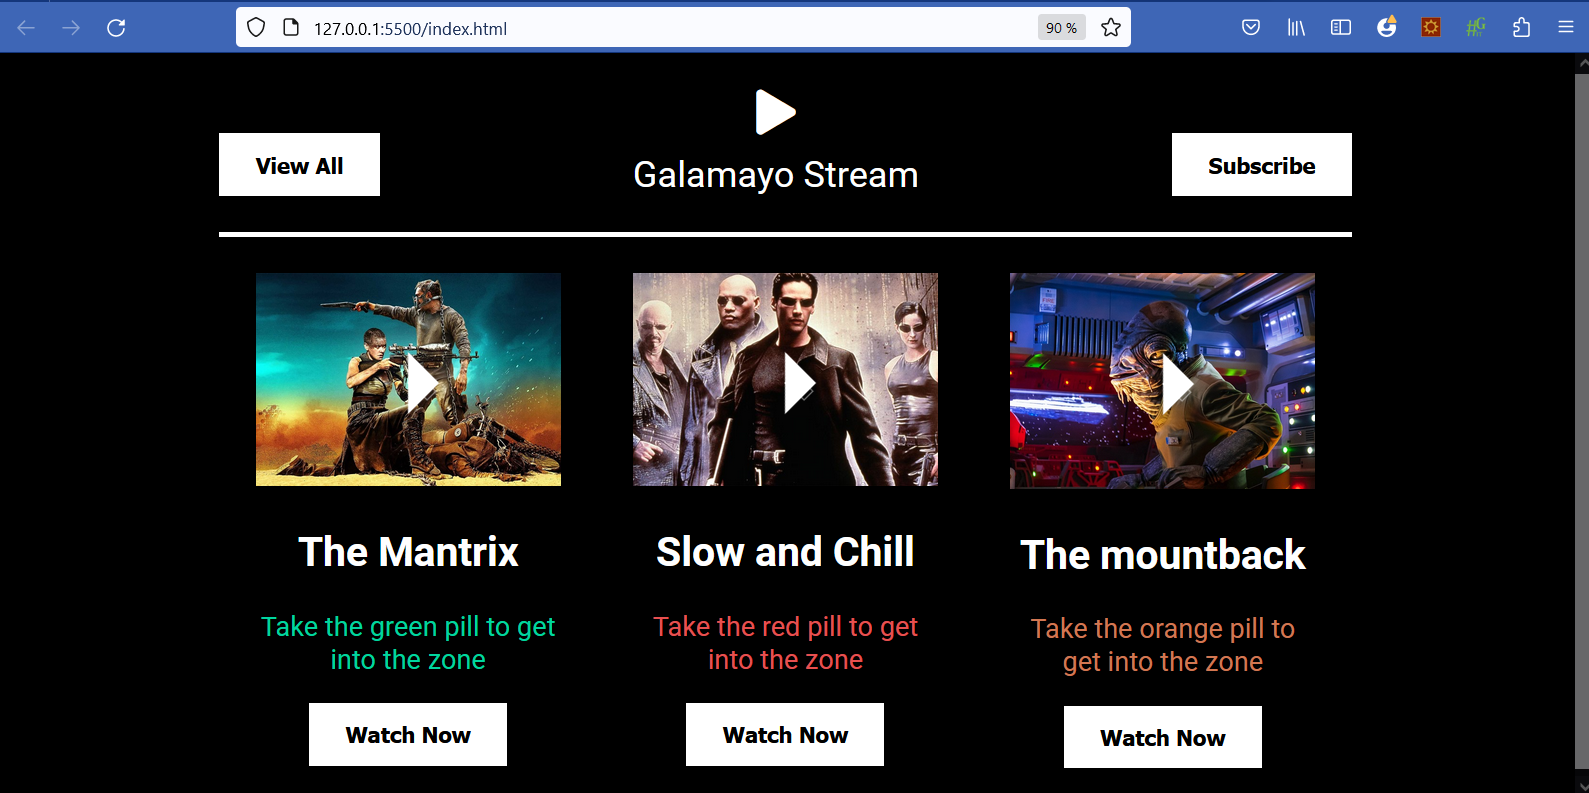 127.0.0.1:5500/index.html
90 %
View All
Galamayo Stream
Subscribe
The Mantrix
Slow and Chill
The mountback
Take the green pill to get
into the zone
Take the red pill to get
into the zone
Take the orange pill to
get into the zone
Watch Now
Watch Now
Watch Now